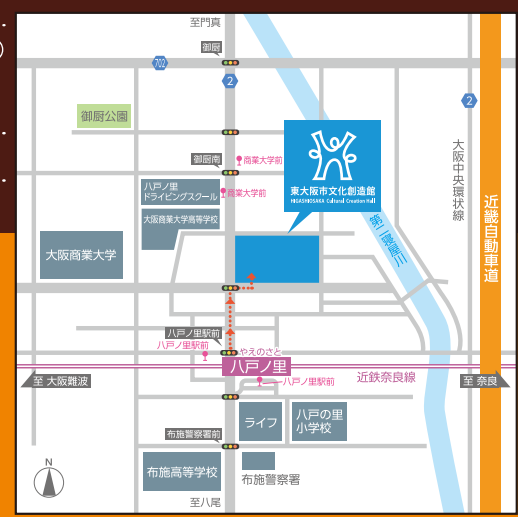 至門真
御厨
702
2
2
御厨公園
御厨南
商業大学前
八戸ノ里
ドライビングスクール
商業大学前
大阪商業大学高等学校
大阪商業大学
東大阪市文化創造館
HIGASHIOSAKA Cultural Creation Hall
第二寝屋川
大阪中央環状線
近畿自動車道
八戸ノ里駅前
八戸ノ里駅前
やえのさと
八戸ノ里
近鉄奈良線
至 大阪難波
至 奈良
八戸ノ里駅前
ライフ
八戸の里
小学校
布施警察署前
布施高等学校
布施警察署
N
至八尾